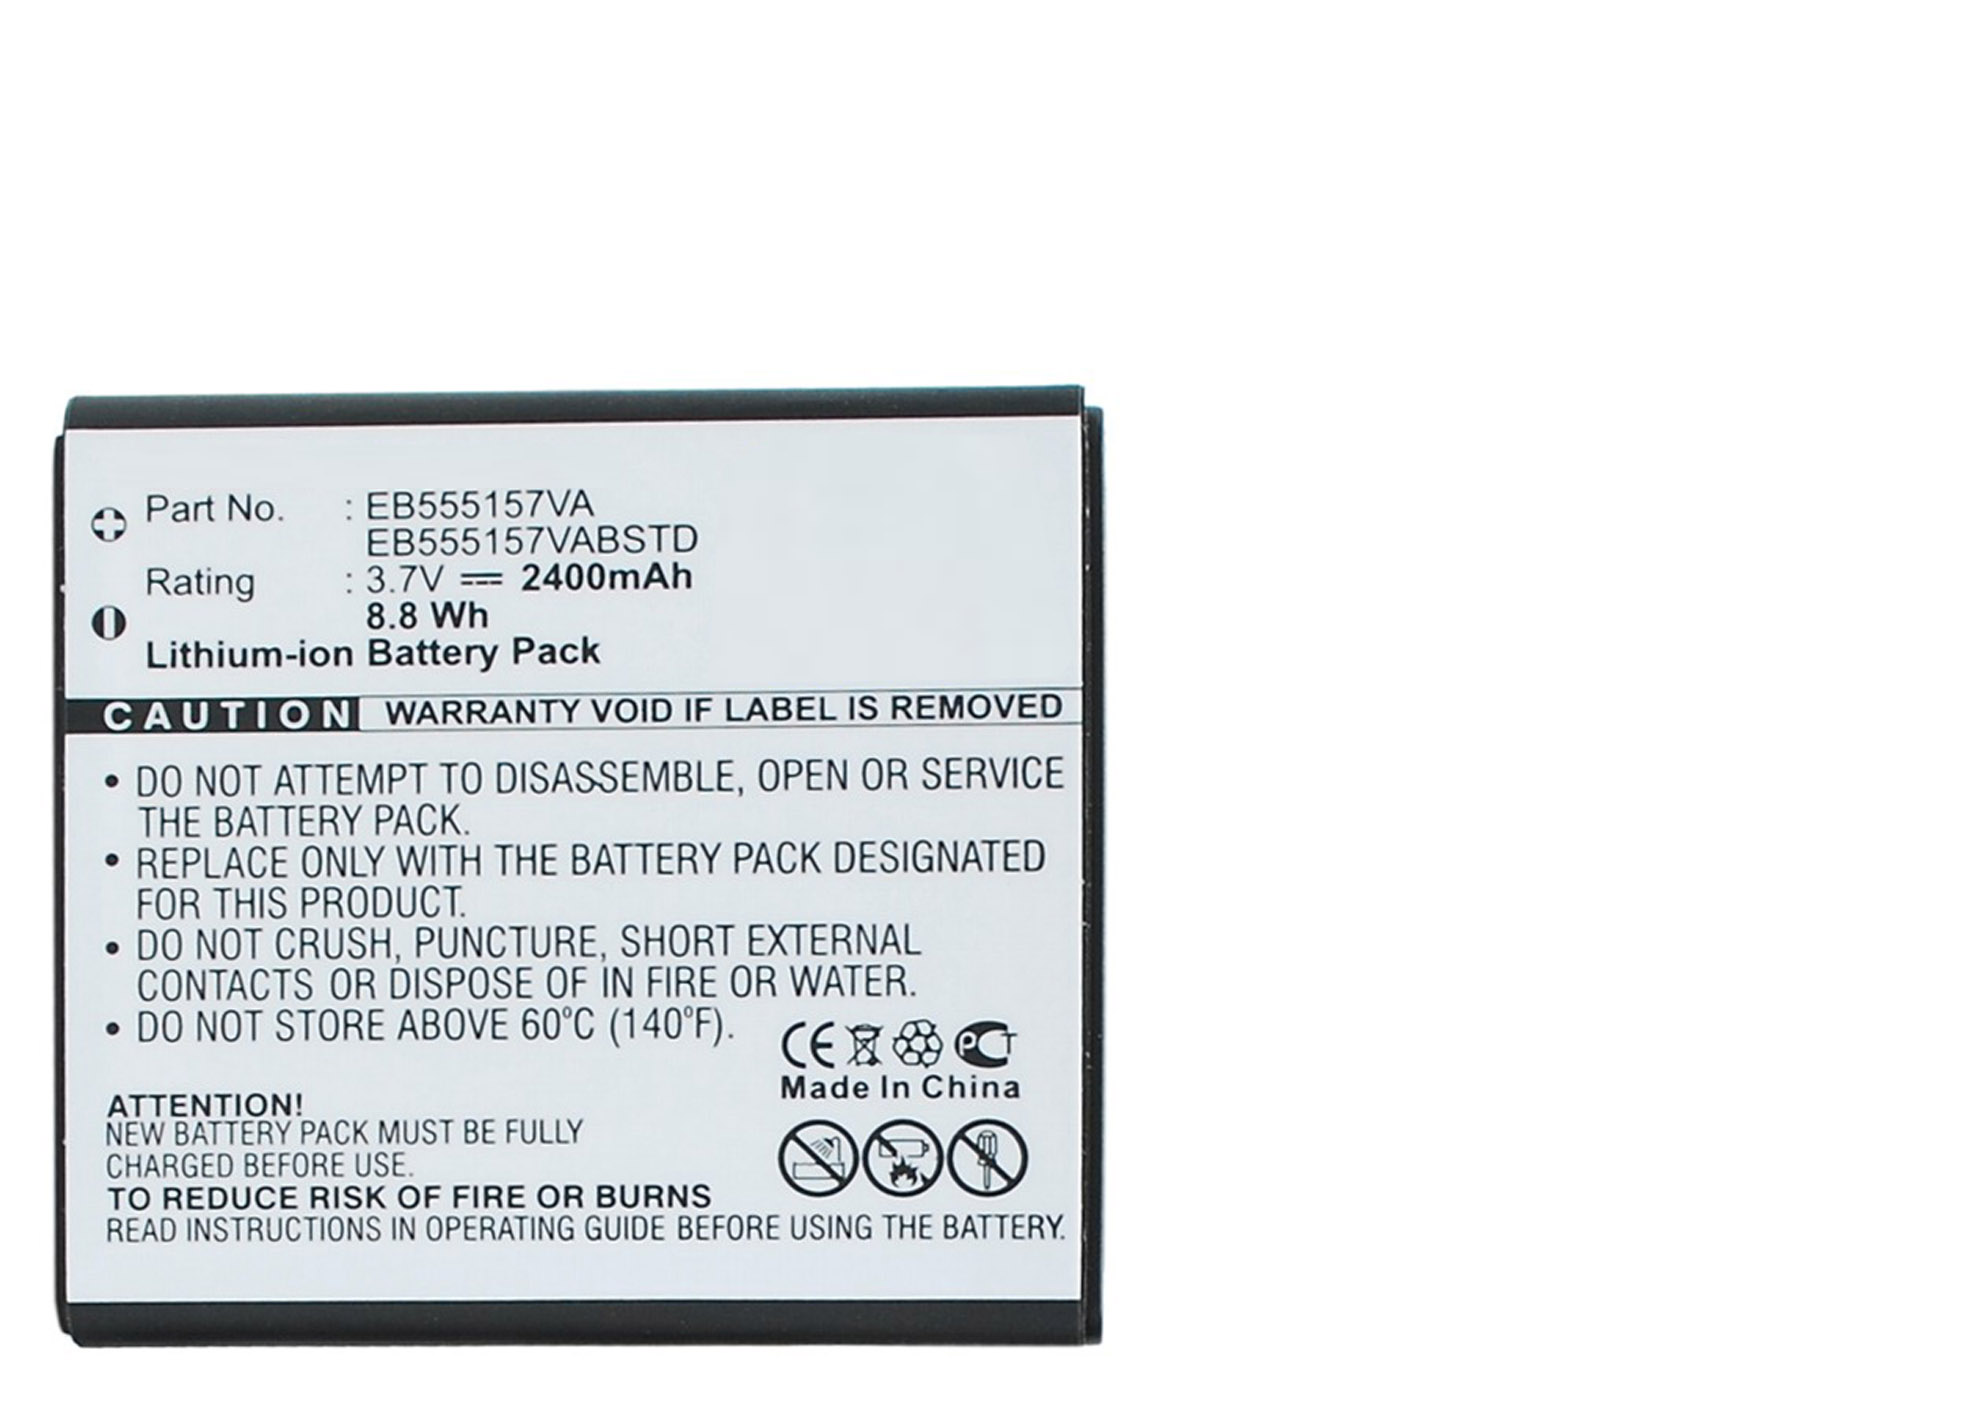 Part No. : EB555157VA
EB555157VABSTD
Rating : 3.7V 2400mAh
8.8 Wh
Lithium-ion Battery Pack
CAUTION WARRANTY VOID IF LABEL IS REMOVED
• DO NOT ATTEMPT TO DISASSEMBLE, OPEN OR SERVICE
THE BATTERY PACK.
• REPLACE ONLY WITH THE BATTERY PACK DESIGNATED
FOR THIS PRODUCT.
• DO NOT CRUSH, PUNCTURE, SHORT EXTERNAL
CONTACTS OR DISPOSE OF IN FIRE OR WATER.
• DO NOT STORE ABOVE 60°C (140°F).
CE PCT
Made In China
ATTENTION!
NEW BATTERY PACK MUST BE FULLY
CHARGED BEFORE USE.
TO REDUCE RISK OF FIRE OR BURNS
READ INSTRUCTIONS IN OPERATING GUIDE BEFORE USING THE BATTERY.